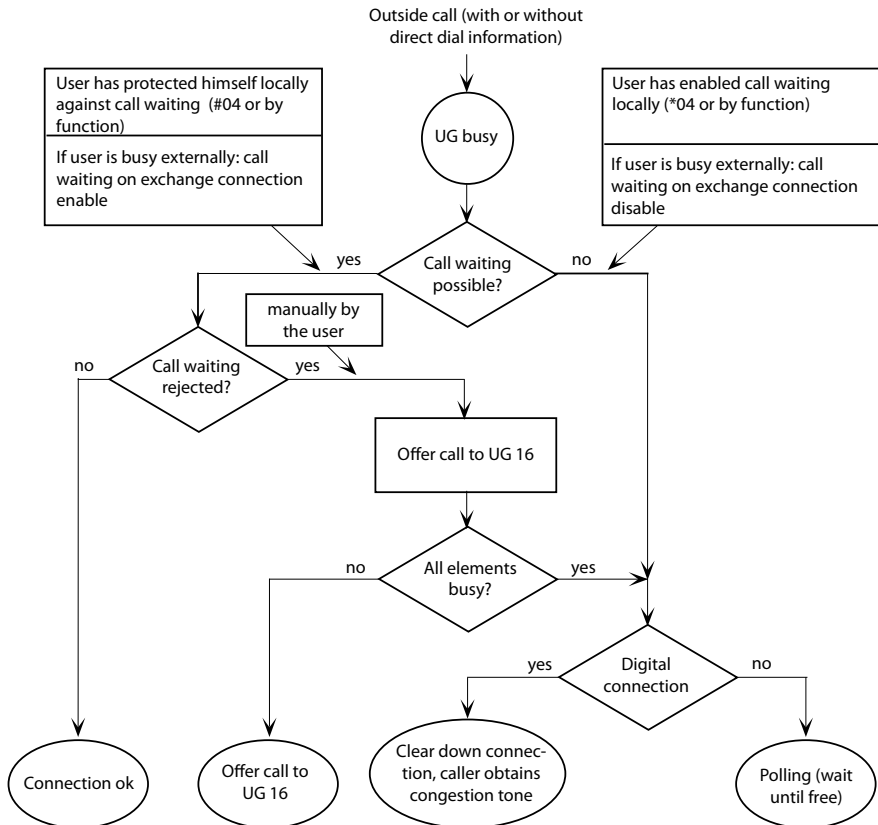 Outside call (with or without
direct dial information)
User has protected himself locally
against call waiting (#04 or by
function)
If user is busy externally: call
waiting on exchange connection
enable
UG busy
User has enabled call waiting
locally (*04 or by function)
If user is busy externally: call
waiting on exchange connection
disable
yes
Call waiting
possible?
no
manually by
the user
no
Call waiting
rejected?
yes
Offer call to UG 16
no
All elements
busy?
yes
yes
Digital
connection
no
Connection ok
Offer call to
UG 16
Clear down connec-
tion, caller obtains
congestion tone
Polling (wait
until free)